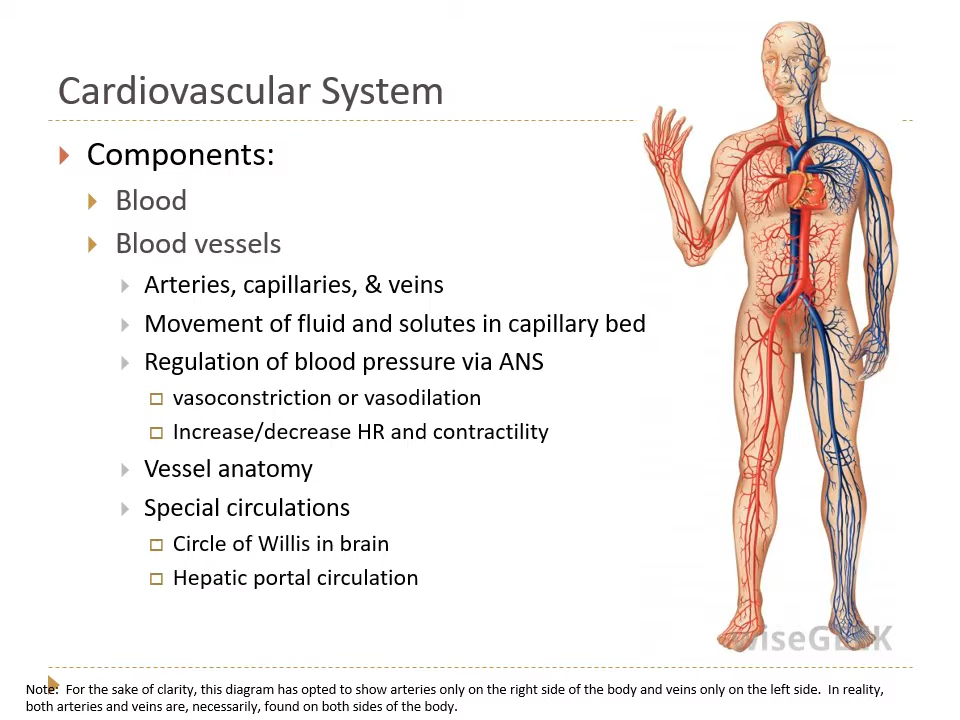 Cardiovascular System
Components:
Blood
Blood vessels
Arteries, capillaries, & veins
Movement of fluid and solutes in capillary bed
Regulation of blood pressure via ANS
vasoconstriction or vasodilation
Increase/decrease HR and contractility
Vessel anatomy
Special circulations
Circle of Willis in brain
Hepatic portal circulation
wiseGEEK
Note: For the sake of clarity, this diagram has opted to show arteries only on the right side of the body and veins only on the left side. In reality,
both arteries and veins are, necessarily, found on both sides of the body.